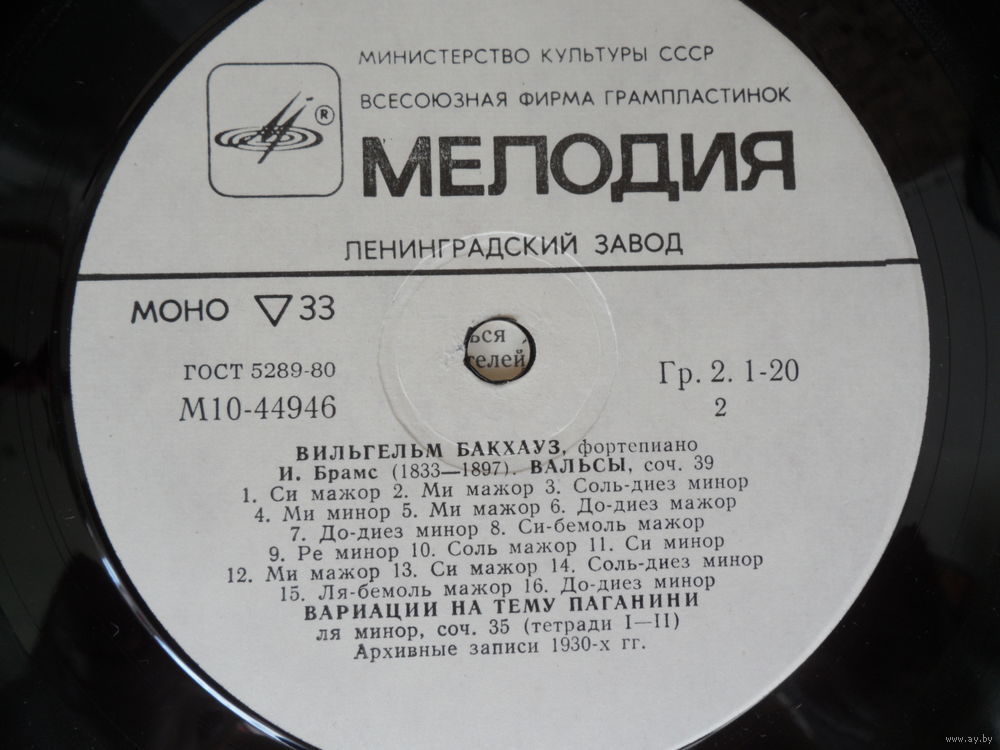 МИНИСТЕРСТВО КУЛЬТУРЫ СССР
ВСЕСОЮЗНАЯ ФИРМА ГРАМПЛАСТИНОК
®
МЕЛОДИЯ
ЛЕНИНГРАДСКИЙ ЗАВОД
МОНО ▽ 33
ься
телей
ГОСТ 5289-80
М10-44946
Гр. 2. 1-20
2
ВИЛЬГЕЛЬМ БАКХАУЗ, фортепиано
И. Брамс (1833—1897). ВАЛЬСЫ, соч. 39
1. Си мажор 2. Ми мажор 3. Соль-диез минор
4. Ми минор 5. Ми мажор 6. До-диез мажор
7. До-диез минор 8. Си-бемоль мажор
9. Ре минор 10. Соль мажор 11. Си минор
12. Ми мажор 13. Си мажор 14. Соль-диез минор
15. Ля-бемоль мажор 16. До-диез минор
ВАРИАЦИИ НА ТЕМУ ПАГАНИНИ
ля минор, соч. 35 (тетради I—II)
Архивные записи 1930-х гг.
www.ay.by